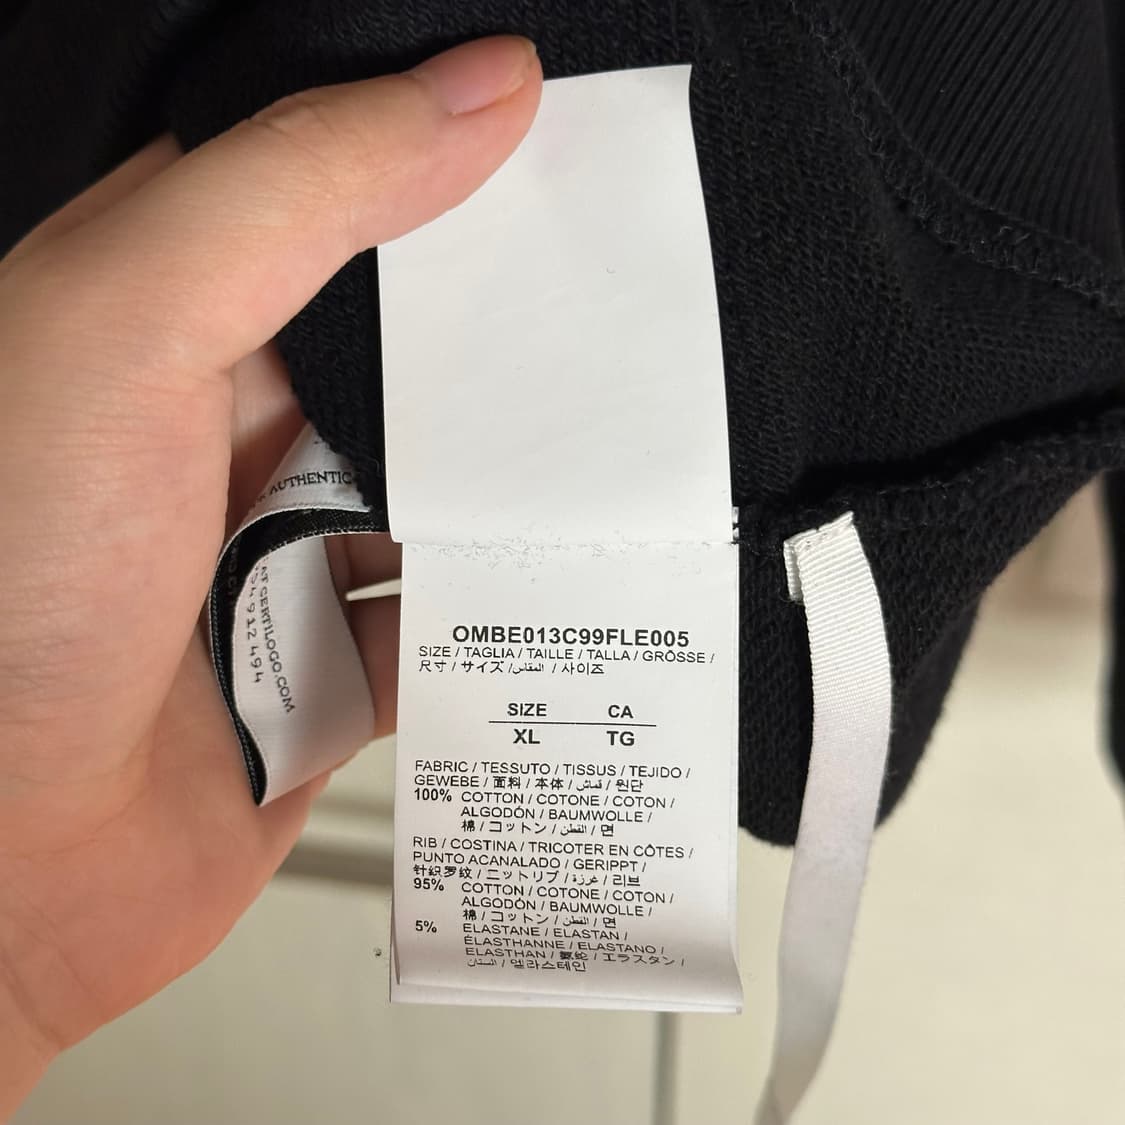 AUTHENTIC
AT CERTILOGO.COM
OMBE013C99FLE005
SIZE / TAGLIA / TAILLE / TALLA / GRÖSSE /
尺寸 / サイズ / المقاس / 사이즈
SIZE CA
XL TG
FABRIC / TESSUTO / TISSUS / TEJIDO /
GEWEBE / 面料 / 本体 / قماش / 원단
100% COTTON / COTONE / COTON /
ALGODÓN / BAUMWOLLE /
棉 / コットン / القطن / 면
RIB / COSTINA / TRICOTER EN CÔTES /
PUNTO ACANALADO / GERIPPT /
针织罗纹 / ニットリブ / غرزة / 리브
95% COTTON / COTONE / COTON /
ALGODÓN / BAUMWOLLE /
棉 / コットン / القطن / 면
5% ELASTANE / ELASTAN /
ÉLASTHANNE / ELASTANO /
ELASTHAN / 氨纶 / エラスタン /
/ 엘라스테인